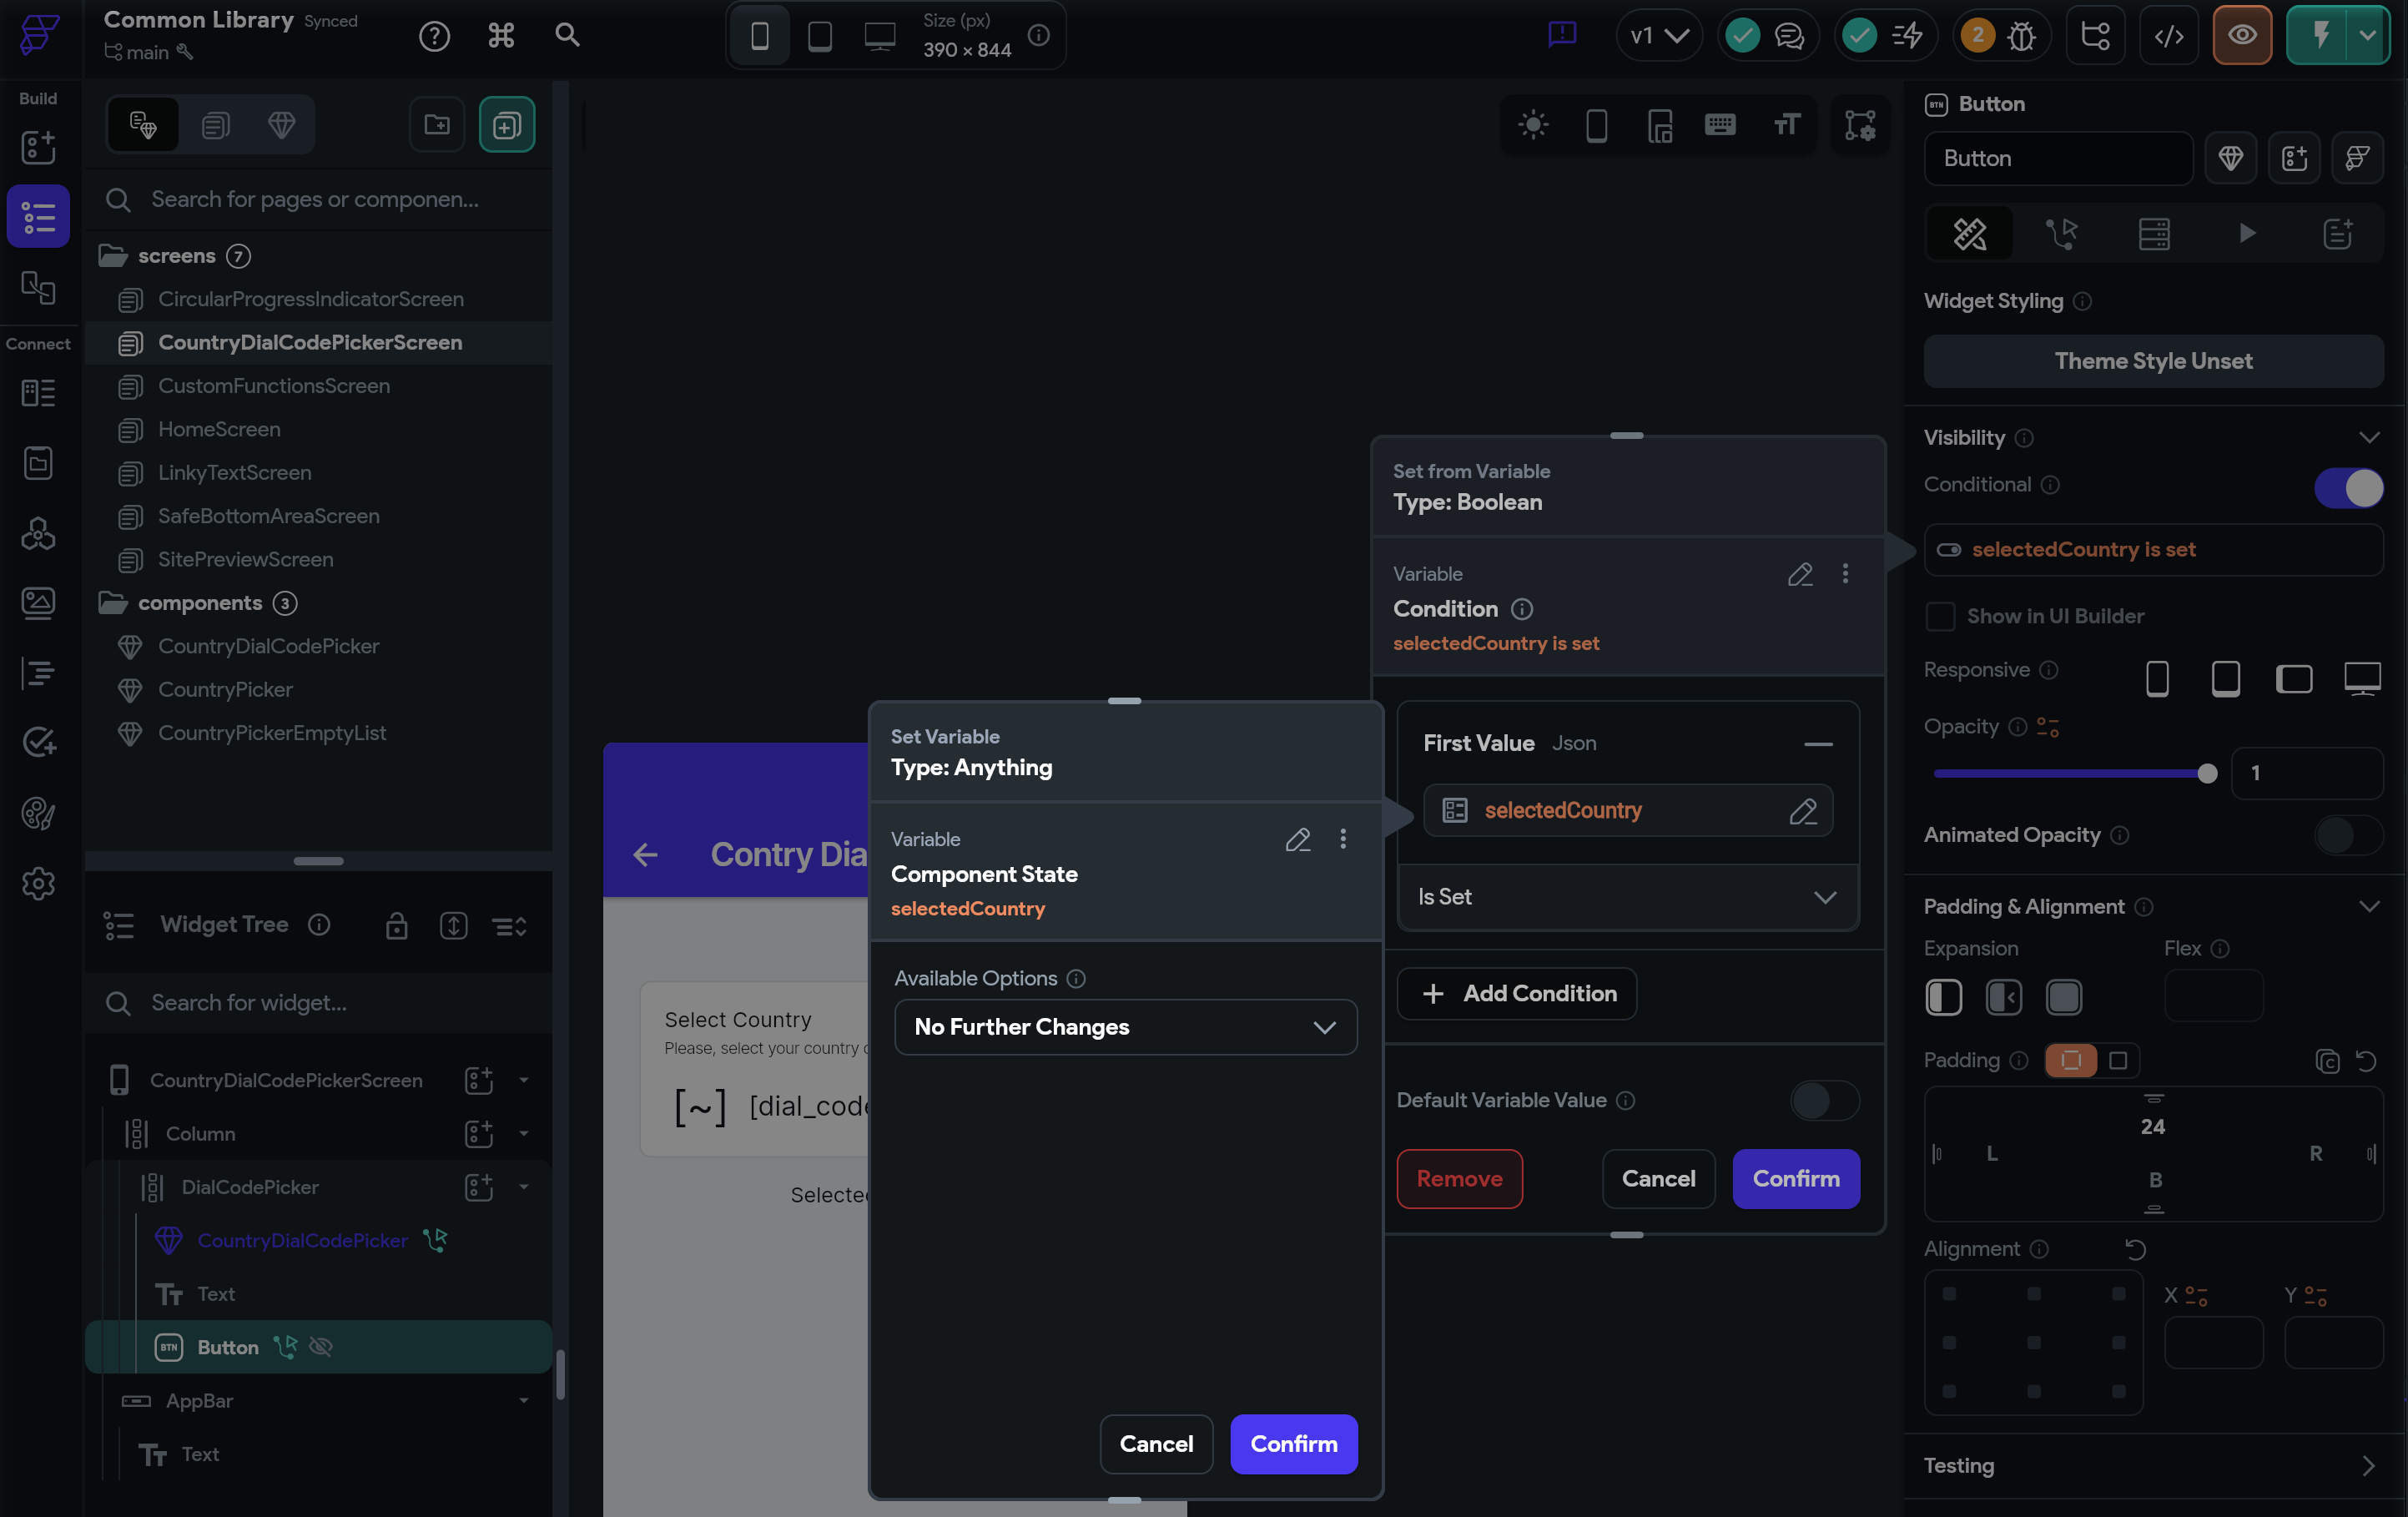 Common Library Synced
main
?
⌘
Size (px)
390 × 844
v1
2
</>
Build
Connect
Search for pages or componen...
screens 7
CircularProgressIndicatorScreen
CountryDialCodePickerScreen
CustomFunctionsScreen
HomeScreen
LinkyTextScreen
SafeBottomAreaScreen
SitePreviewScreen
components 3
CountryDialCodePicker
CountryPicker
CountryPickerEmptyList
Widget Tree
Search for widget...
CountryDialCodePickerScreen
Column
DialCodePicker
CountryDialCodePicker
Text
BTN Button
AppBar
Text
Contry Dia
Select Country
Please, select your country
[~] [dial_code
Selected
Set Variable
Type: Anything
Variable
Component State
selectedCountry
Available Options
No Further Changes
Cancel
Confirm
Set from Variable
Type: Boolean
Variable
Condition
selectedCountry is set
First Value Json
selectedCountry
Is Set
Add Condition
Default Variable Value
Remove
Cancel
Confirm
BTN Button
Button
Widget Styling
Theme Style Unset
Visibility
Conditional
selectedCountry is set
Show in UI Builder
Responsive
Opacity
1
Animated Opacity
Padding & Alignment
Expansion
Flex
Padding
24
L
R
B
Alignment
X
Y
Testing